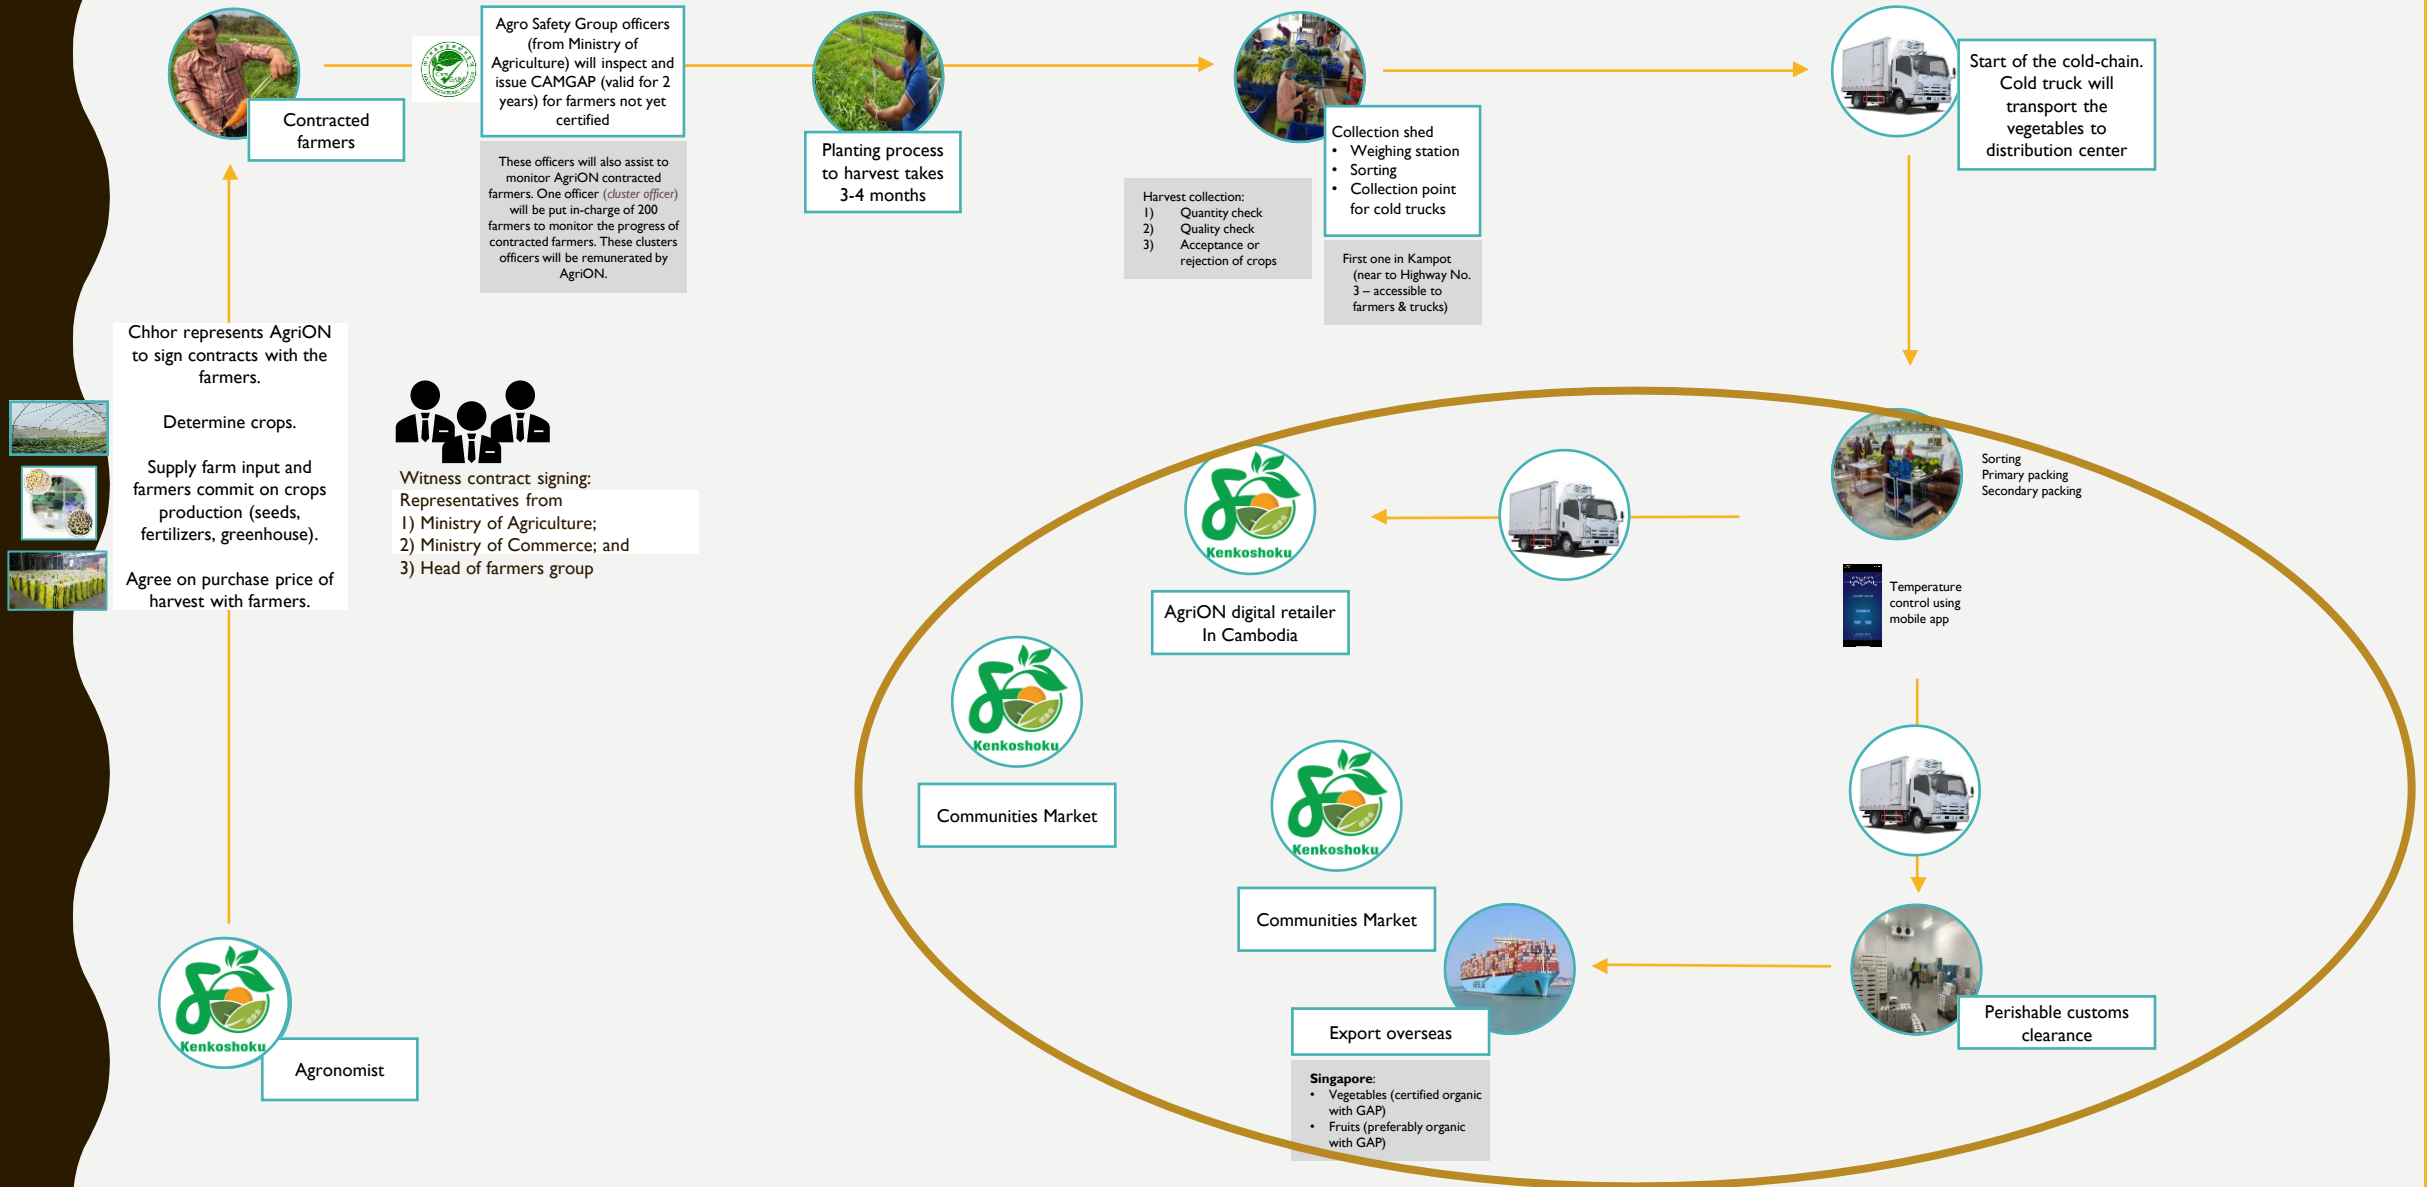 Contracted
farmers
Agro Safety Group officers
(from Ministry of
Agriculture) will inspect and
issue CAMGAP (valid for 2
years) for farmers not yet
certified
These officers will also assist to
monitor AgriON contracted
farmers. One officer (cluster officer)
will be put in-charge of 200
farmers to monitor the progress of
contracted farmers. These clusters
officers will be remunerated by
AgriON.
Planting process
to harvest takes
3-4 months
Harvest collection:
1) Quantity check
2) Quality check
3) Acceptance or
rejection of crops
Collection shed
• Weighing station
• Sorting
• Collection point
for cold trucks
First one in Kampot
(near to Highway No.
3 – accessible to
farmers & trucks)
Start of the cold-chain.
Cold truck will
transport the
vegetables to
distribution center
Chhor represents AgriON
to sign contracts with the
farmers.
Determine crops.
Supply farm input and
farmers commit on crops
production (seeds,
fertilizers, greenhouse).
Agree on purchase price of
harvest with farmers.
Witness contract signing:
Representatives from
1) Ministry of Agriculture;
2) Ministry of Commerce; and
3) Head of farmers group
Kenkoshoku
Agronomist
Sorting
Primary packing
Secondary packing
Temperature
control using
mobile app
Kenkoshoku
AgriON digital retailer
In Cambodia
Kenkoshoku
Communities Market
Kenkoshoku
Communities Market
Perishable customs
clearance
Export overseas
Singapore:
• Vegetables (certified organic
with GAP)
• Fruits (preferably organic
with GAP)